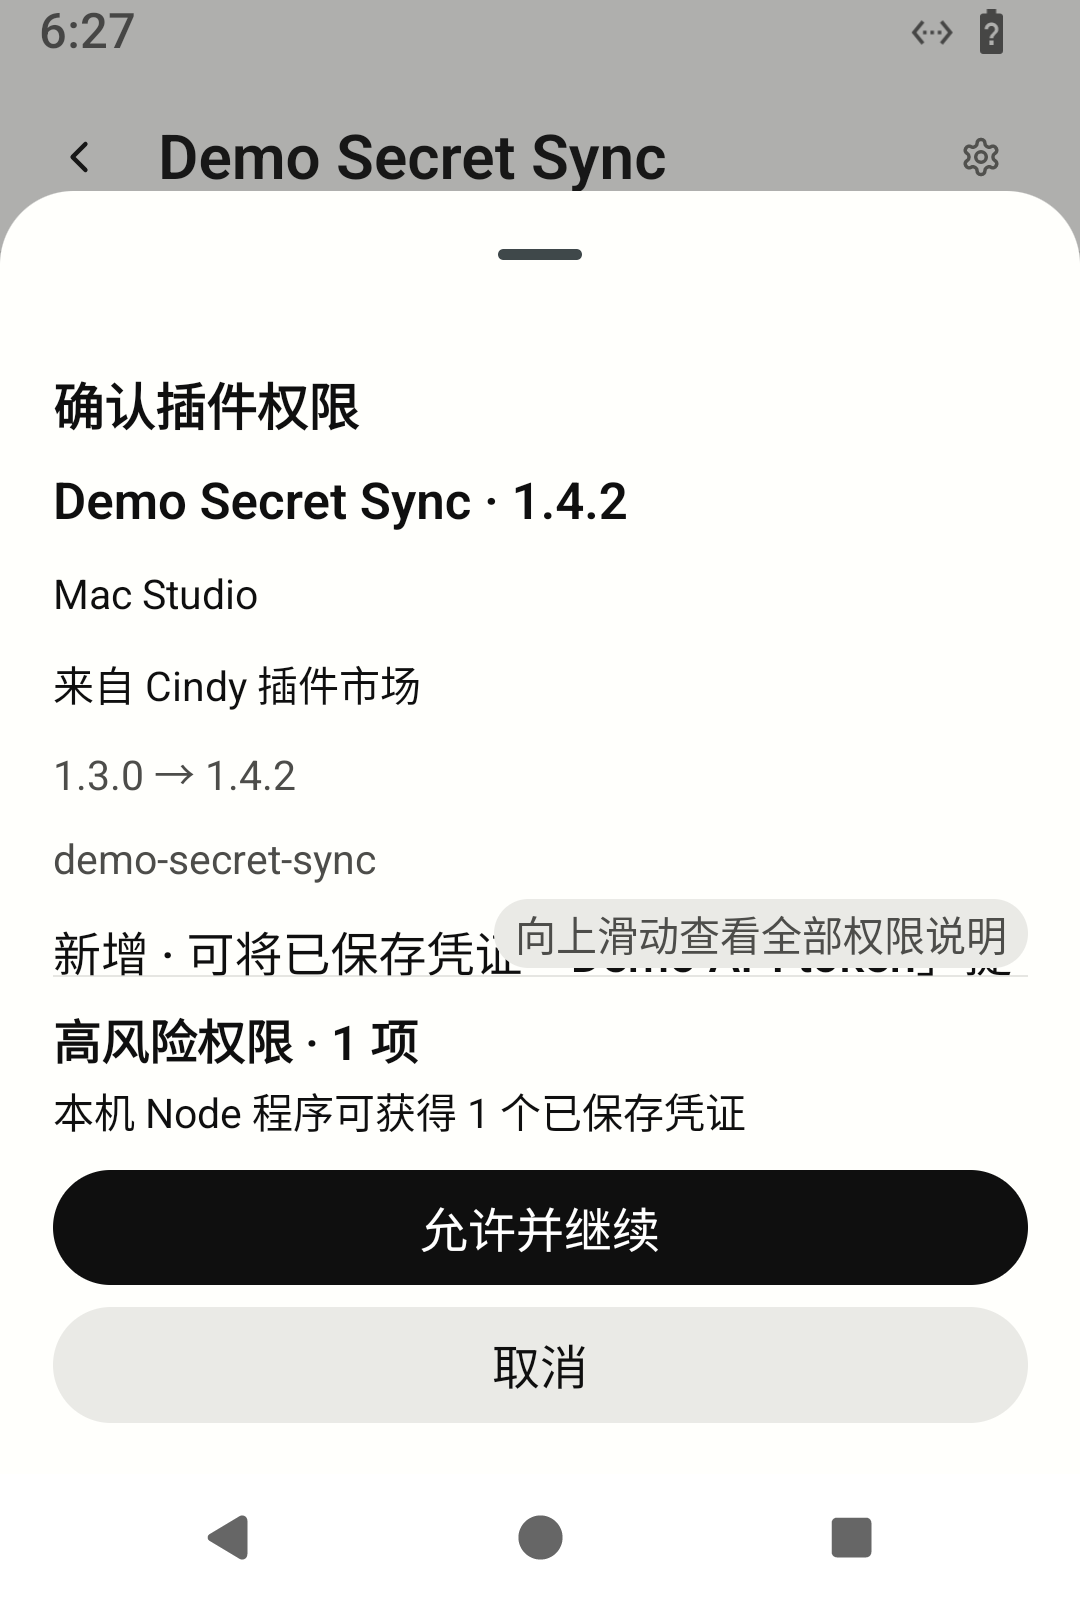 6:27
Demo Secret Sync
确认插件权限
Demo Secret Sync · 1.4.2
Mac Studio
来自 Cindy 插件市场
1.3.0 → 1.4.2
demo-secret-sync
新增 · 可将已保存凭证
向上滑动查看全部权限说明
高风险权限 · 1 项
本机 Node 程序可获得 1 个已保存凭证
允许并继续
取消